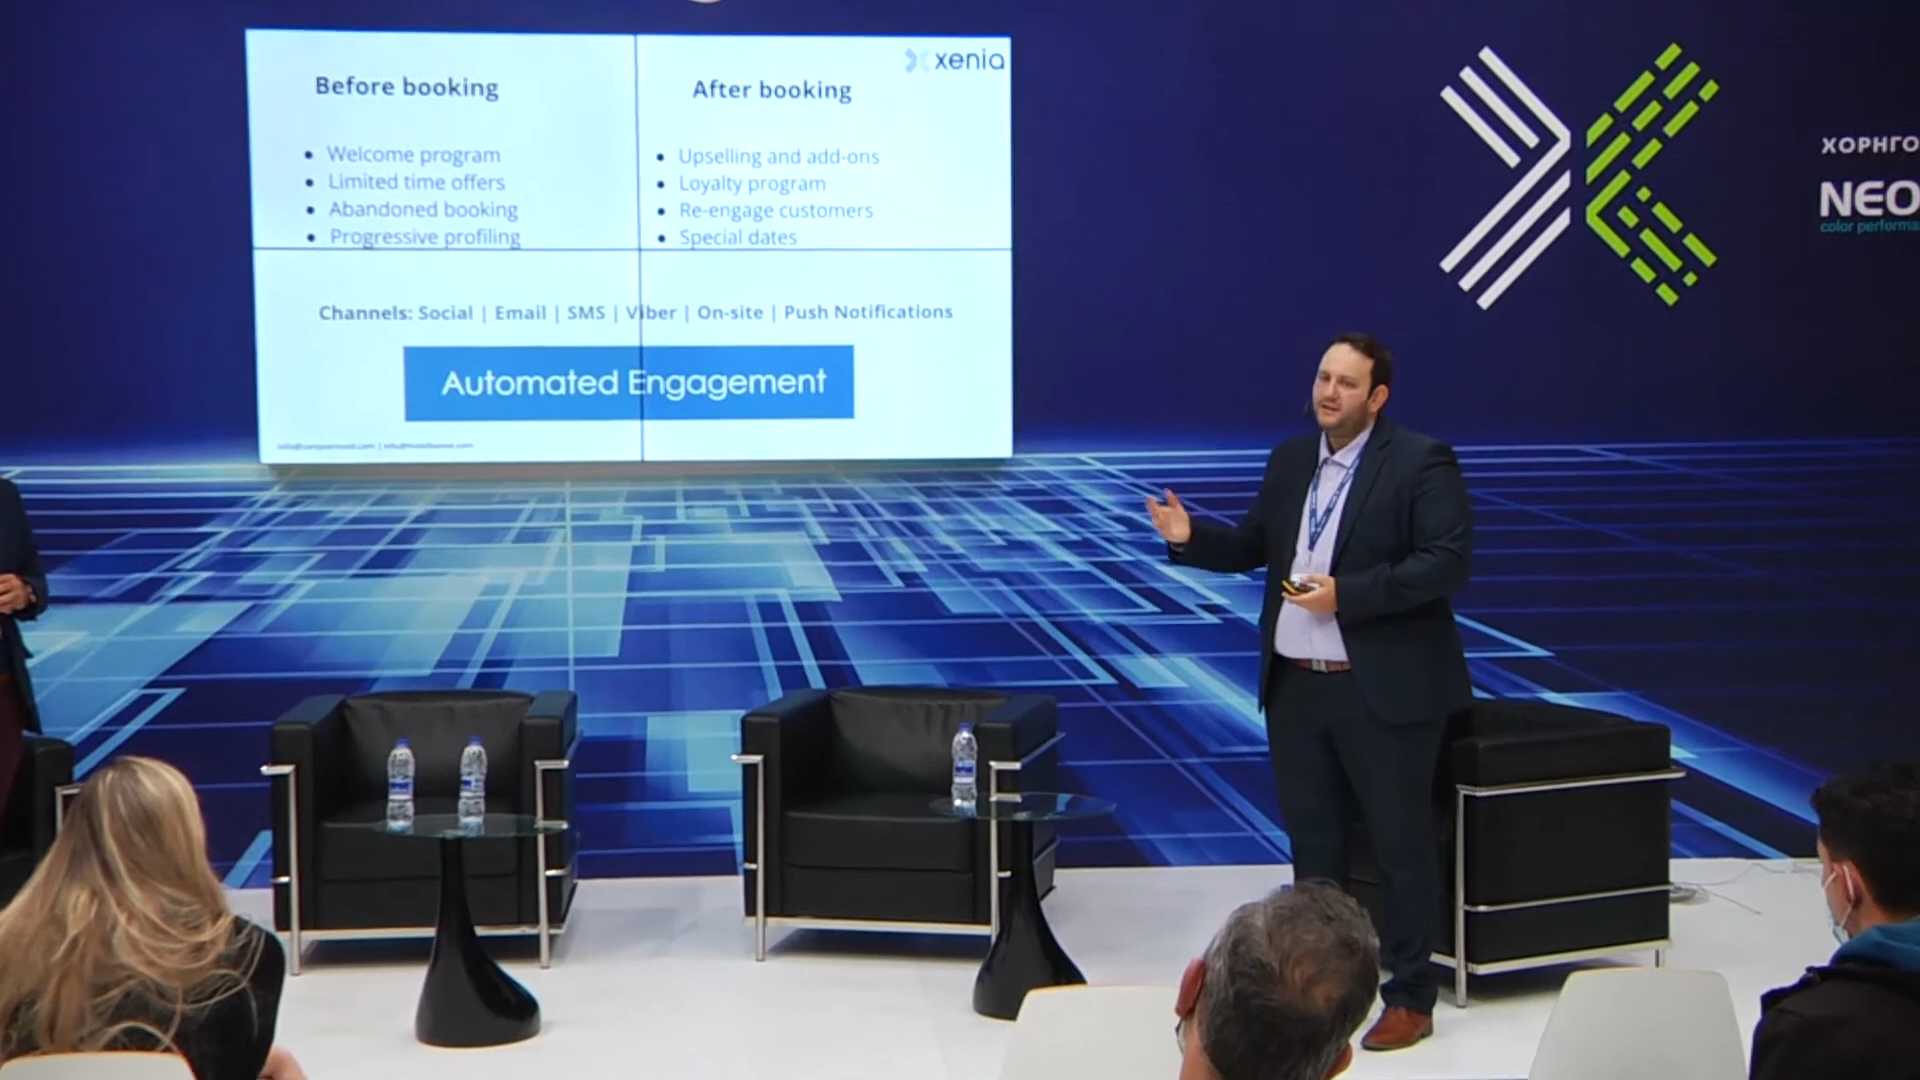 xenia
Before booking
Welcome program
Limited time offers
Abandoned booking
Progressive profiling
After booking
Upselling and add-ons
Loyalty program
Re-engage customers
Special dates
Channels: Social | Email | SMS | Viber | On-site | Push Notifications
Automated Engagement
ΧΟΡΗΓΟ
NEO
color performa